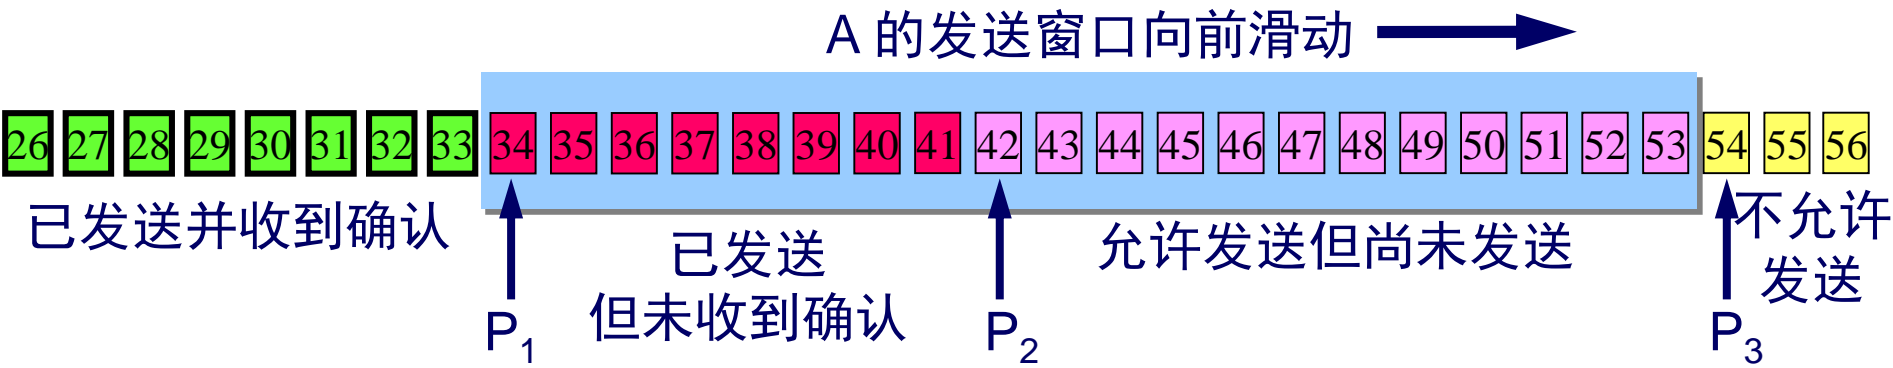 A 的发送窗口向前滑动
26 27 28 29 30 31 32 33 34 35 36 37 38 39 40 41 42 43 44 45 46 47 48 49 50 51 52 53 54 55 56
已发送并收到确认
已发送
但未收到确认
允许发送但尚未发送
不允许
发送
P1
P2
P3